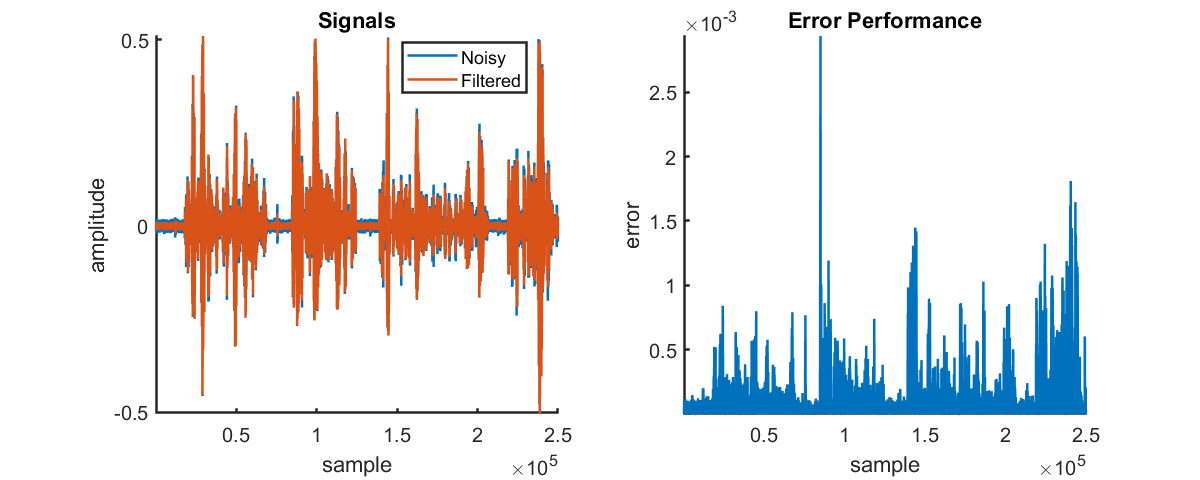 Signals
0.5
0
-0.5
amplitude
Noisy
Filtered
0.5 1 1.5 2 2.5
sample
×10^5
Error Performance
×10^-3
2.5
2
1.5
1
0.5
error
0.5 1 1.5 2 2.5
sample
×10^5